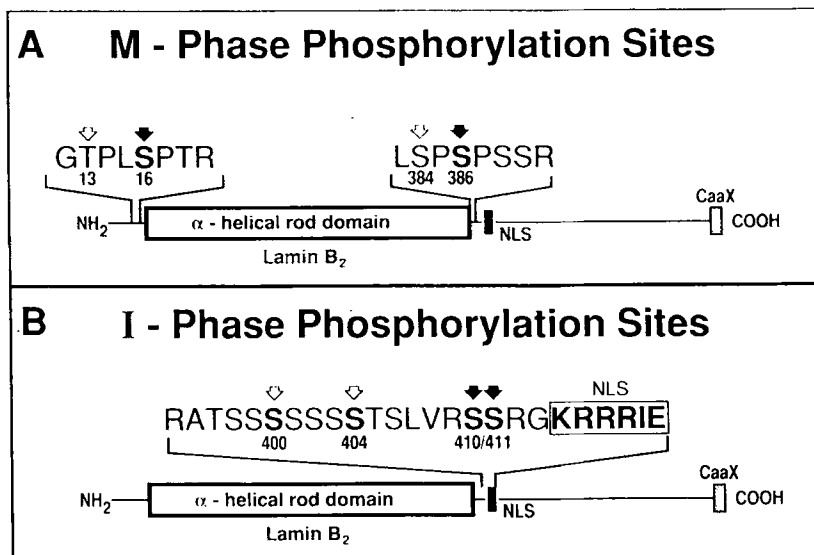 A M - Phase Phosphorylation Sites
GTPLSPTR LSPSPSSR
13 16 384 386
CaaX
NH2 α - helical rod domain COOH
NLS
Lamin B2
B I - Phase Phosphorylation Sites
NLS
RATSSSSSSSTSLVRSSRGKRRRIE
400 404 410/411
CaaX
NH2 α - helical rod domain COOH
NLS
Lamin B2